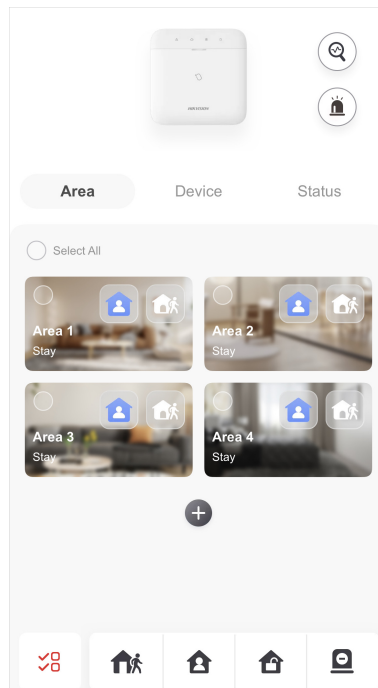 HIKVISION
Area
Device
Status
Select All
Area 1
Stay
Area 2
Stay
Area 3
Stay
Area 4
Stay